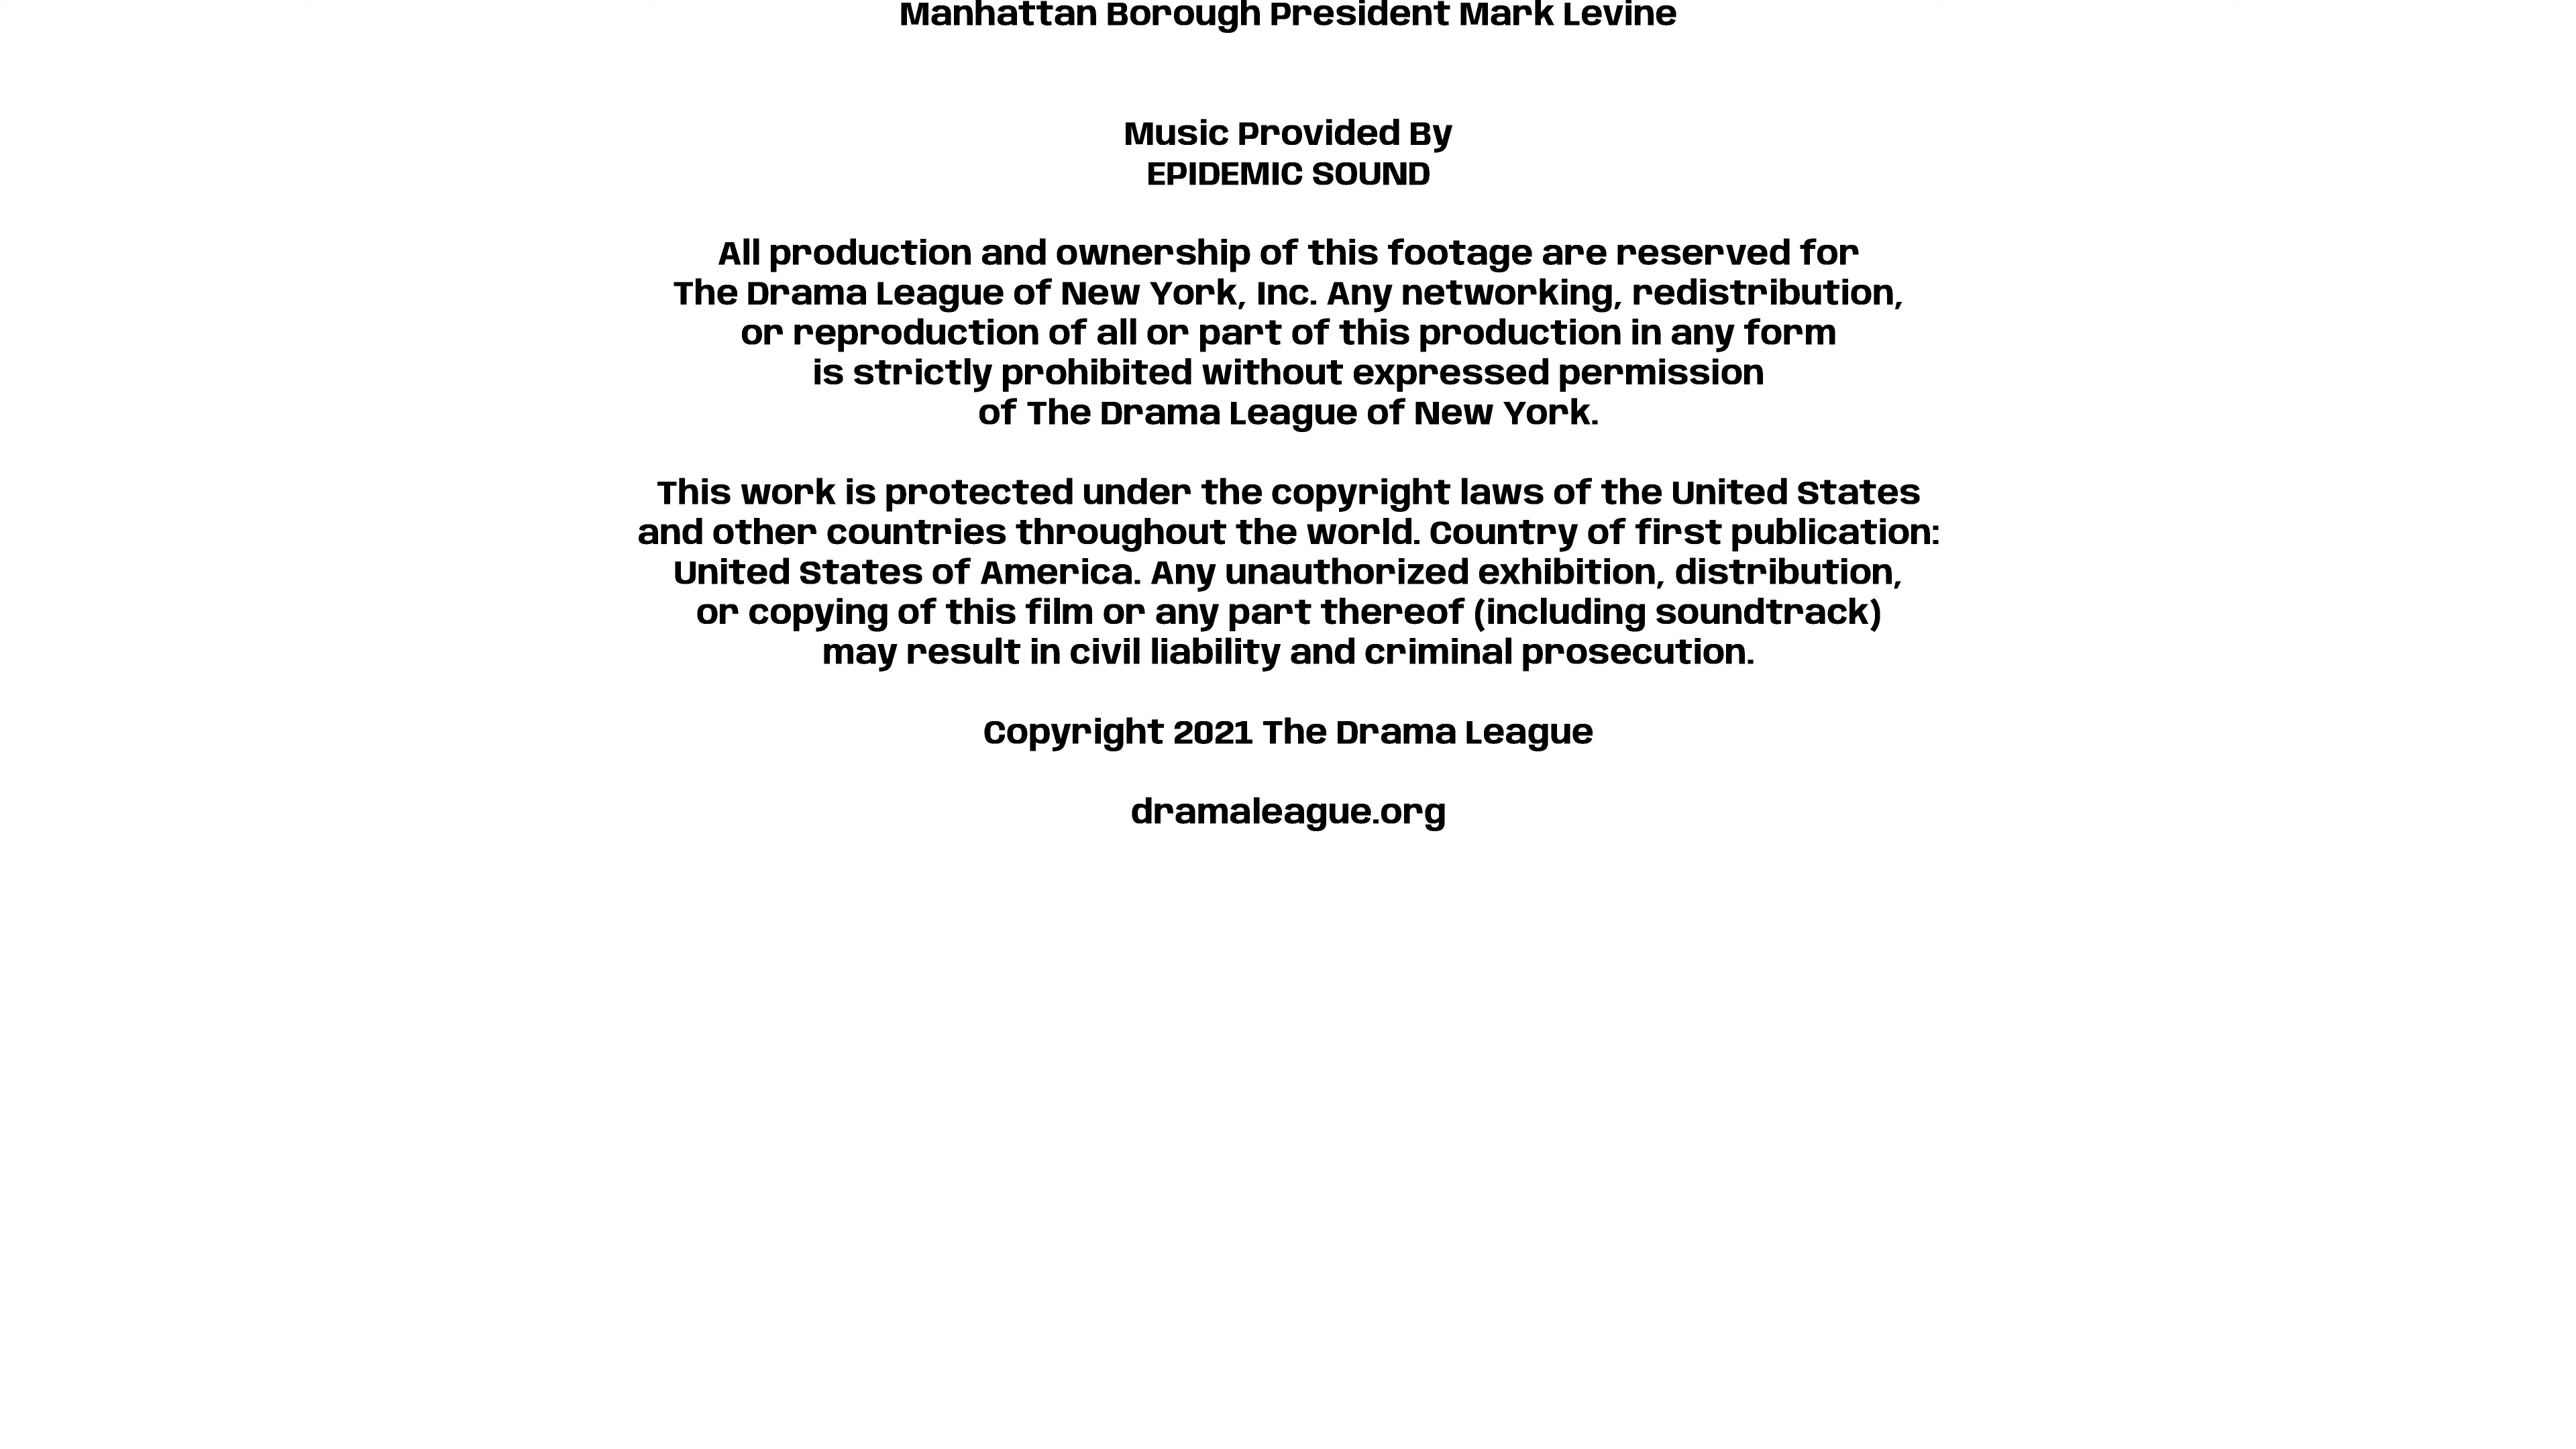 Manhattan Borough President Mark Levine
Music Provided By
EPIDEMIC SOUND
All production and ownership of this footage are reserved for
The Drama League of New York, Inc. Any networking, redistribution,
or reproduction of all or part of this production in any form
is strictly prohibited without expressed permission
of The Drama League of New York.
This work is protected under the copyright laws of the United States
and other countries throughout the world. Country of first publication:
United States of America. Any unauthorized exhibition, distribution,
or copying of this film or any part thereof (including soundtrack)
may result in civil liability and criminal prosecution.
Copyright 2021 The Drama League
dramaleague.org